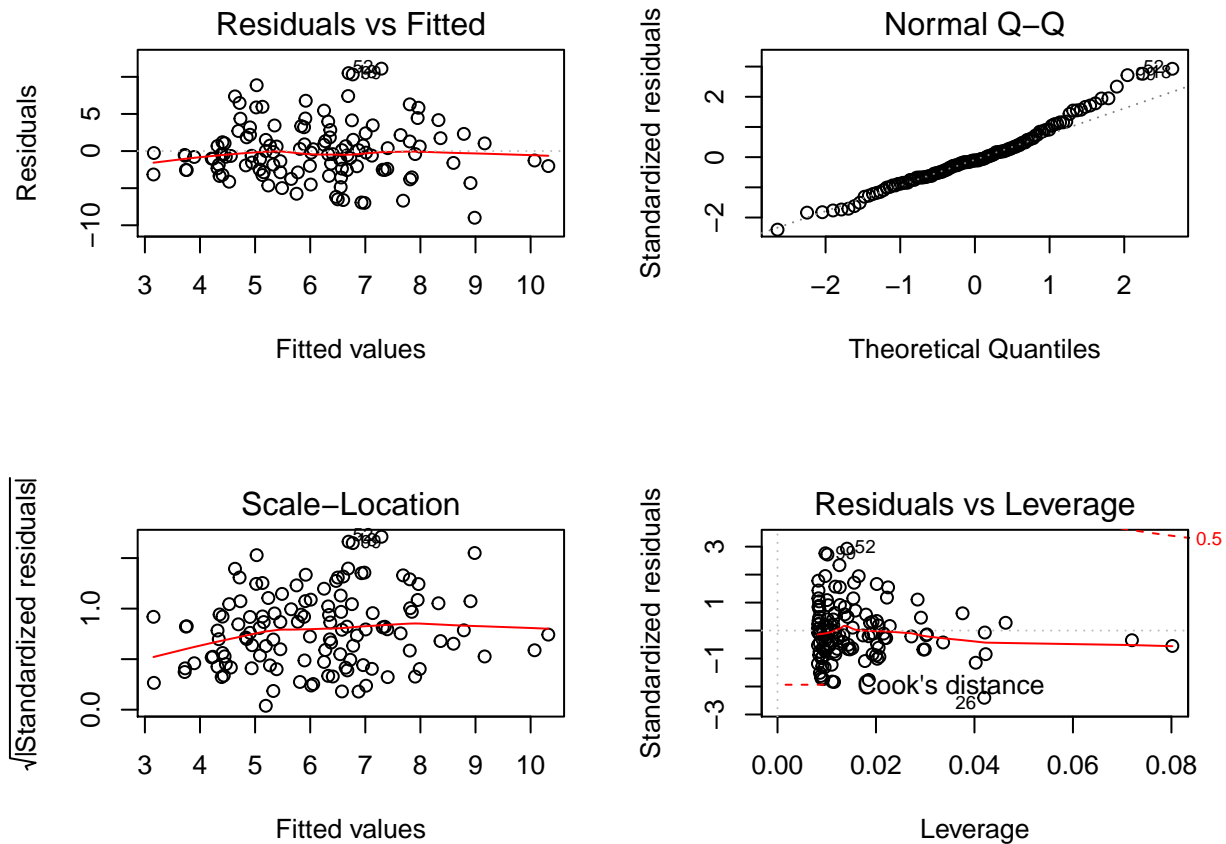 Residuals vs Fitted
Residuals
5
0
−10
3 4 5 6 7 8 9 10
Fitted values
52
Normal Q−Q
Standardized residuals
2
0
−2
−2 −1 0 1 2
Theoretical Quantiles
52
Scale−Location
√|Standardized residuals|
1.0
0.0
3 4 5 6 7 8 9 10
Fitted values
52
Residuals vs Leverage
Standardized residuals
3
1
−1
−3
0.00 0.02 0.04 0.06 0.08
Leverage
Cook's distance
0.5
52
26